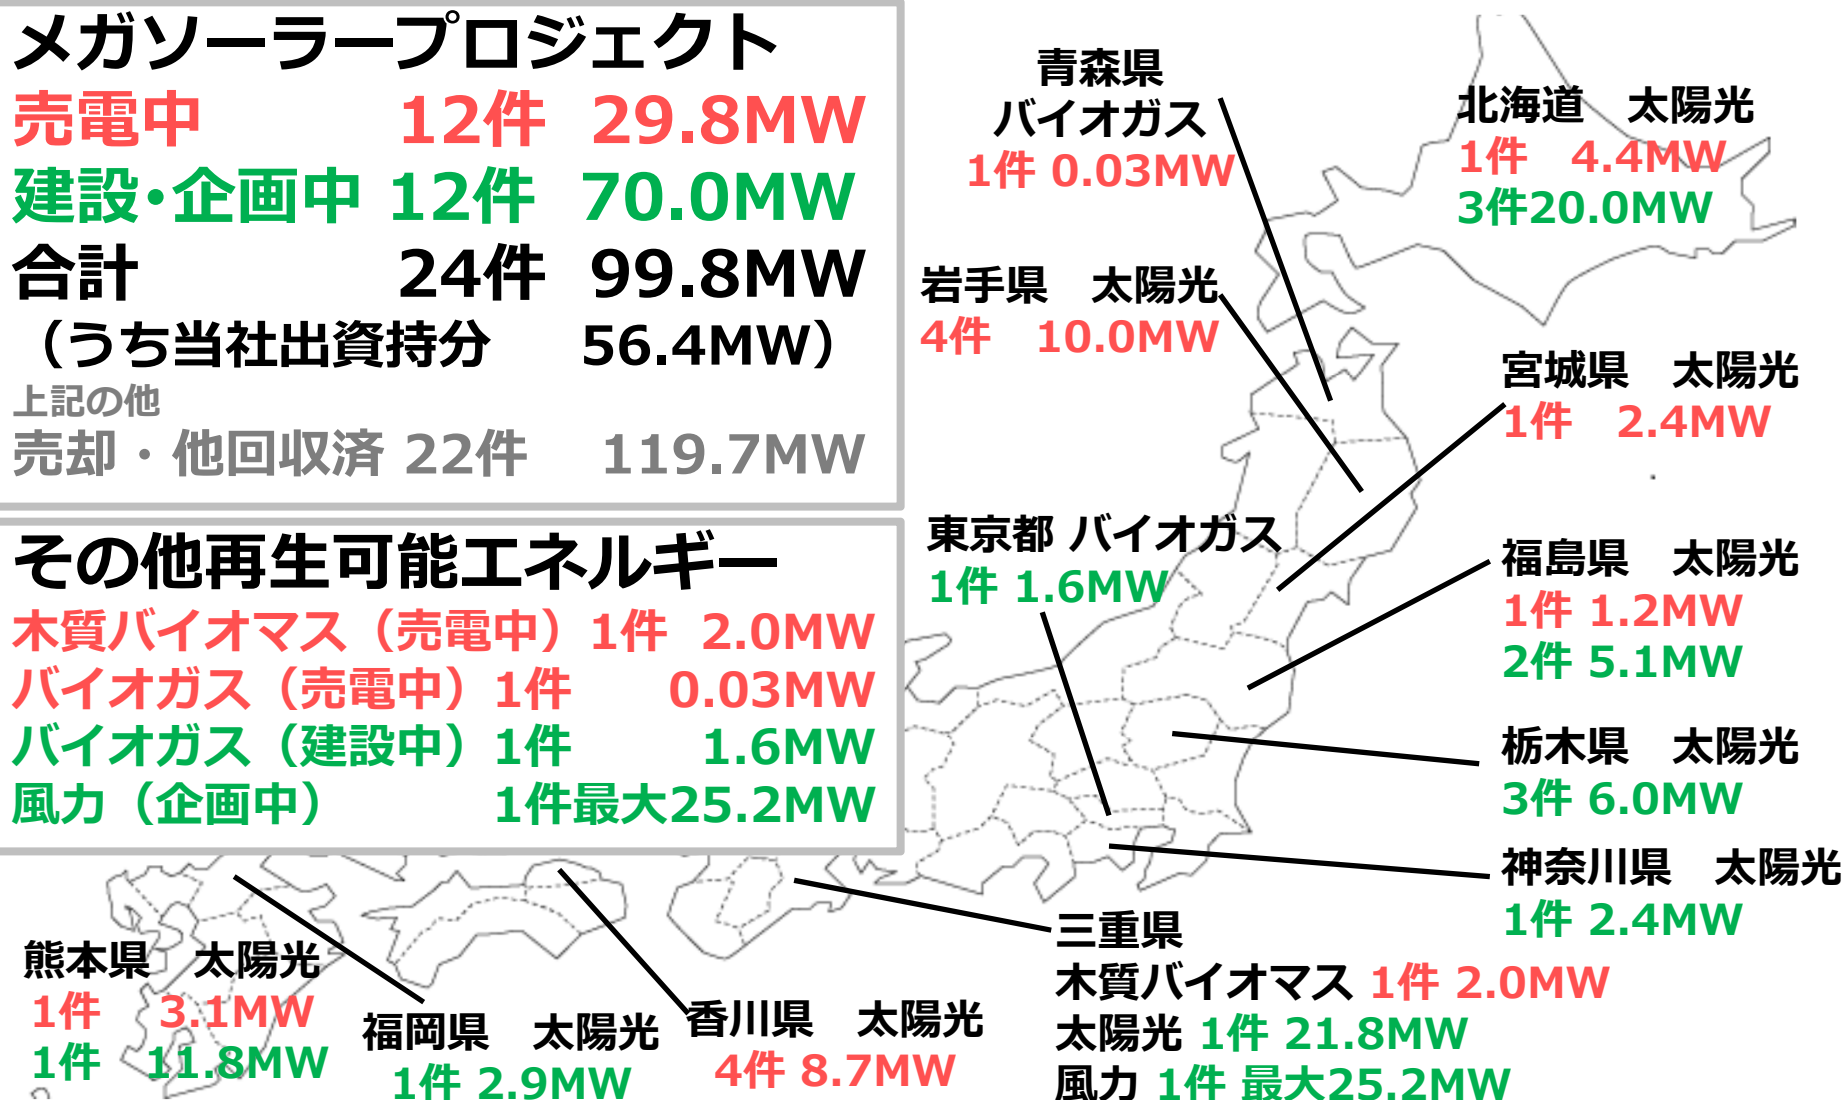 メガソーラープロジェクト
売電中 12件 29.8MW
建設・企画中 12件 70.0MW
合計 24件 99.8MW
（うち当社出資持分 56.4MW）
上記の他
売却・他回収済 22件 119.7MW
その他再生可能エネルギー
木質バイオマス（売電中）1件 2.0MW
バイオガス（売電中）1件 0.03MW
バイオガス（建設中）1件 1.6MW
風力（企画中） 1件最大25.2MW
青森県
バイオガス
1件 0.03MW
北海道 太陽光
1件 4.4MW
3件20.0MW
岩手県 太陽光
4件 10.0MW
宮城県 太陽光
1件 2.4MW
東京都 バイオガス
1件 1.6MW
福島県 太陽光
1件 1.2MW
2件 5.1MW
栃木県 太陽光
3件 6.0MW
神奈川県 太陽光
1件 2.4MW
三重県
木質バイオマス 1件 2.0MW
太陽光 1件 21.8MW
風力 1件 最大25.2MW
香川県 太陽光
4件 8.7MW
福岡県 太陽光
1件 2.9MW
熊本県 太陽光
1件 3.1MW
1件 11.8MW